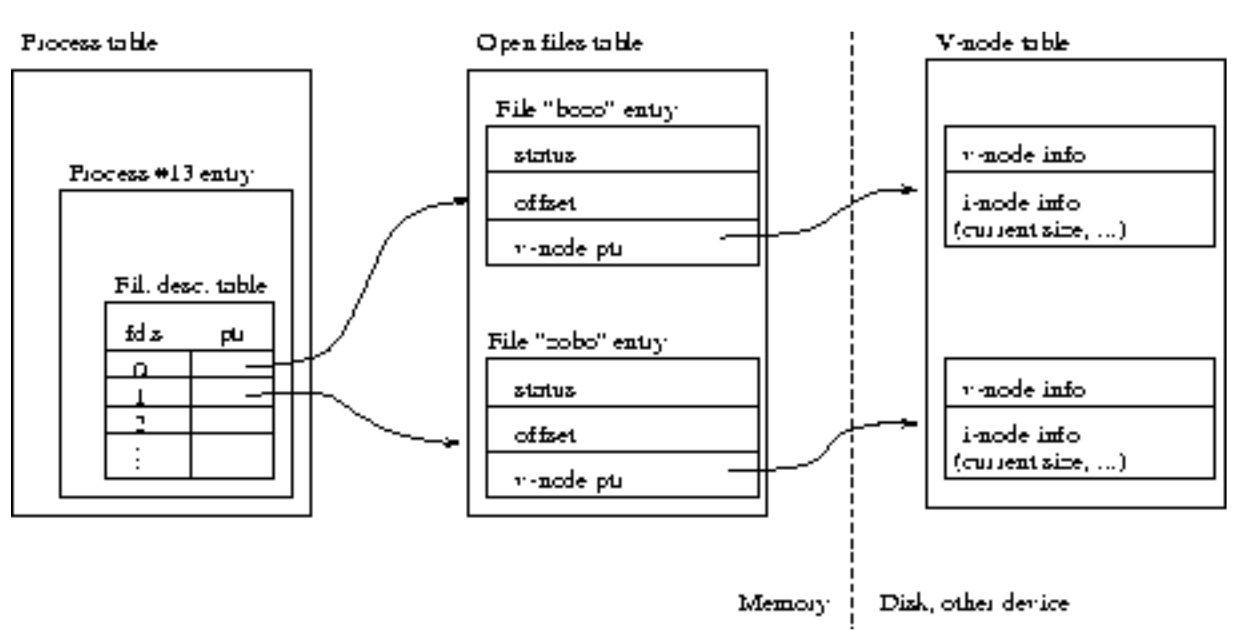 Process table
Process #13 entry
Fil. desc. table
fd.s ptr
0
1
2
⋮
Open files table
File "bozo" entry
status
offset
v-node ptr
File "zobo" entry
status
offset
v-node ptr
V-node table
v-node info
i-node info
(current size, ...)
v-node info
i-node info
(current size, ...)
Memory
Disk, other device